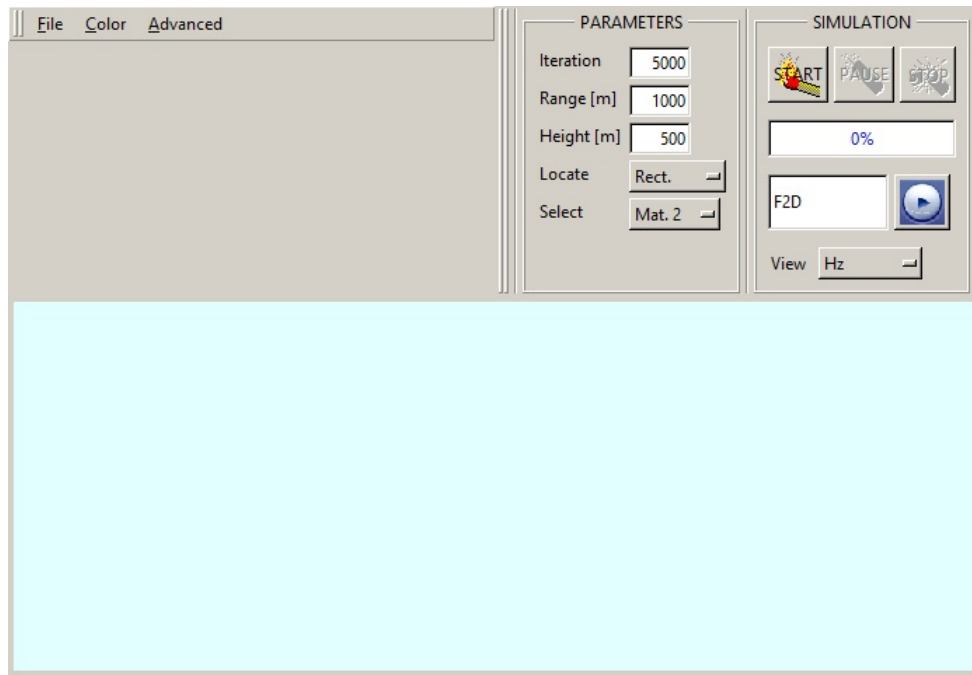 File Color Advanced
PARAMETERS
Iteration 5000
Range [m] 1000
Height [m] 500
Locate Rect.
Select Mat. 2
SIMULATION
START PAUSE STOP
0%
F2D
View Hz